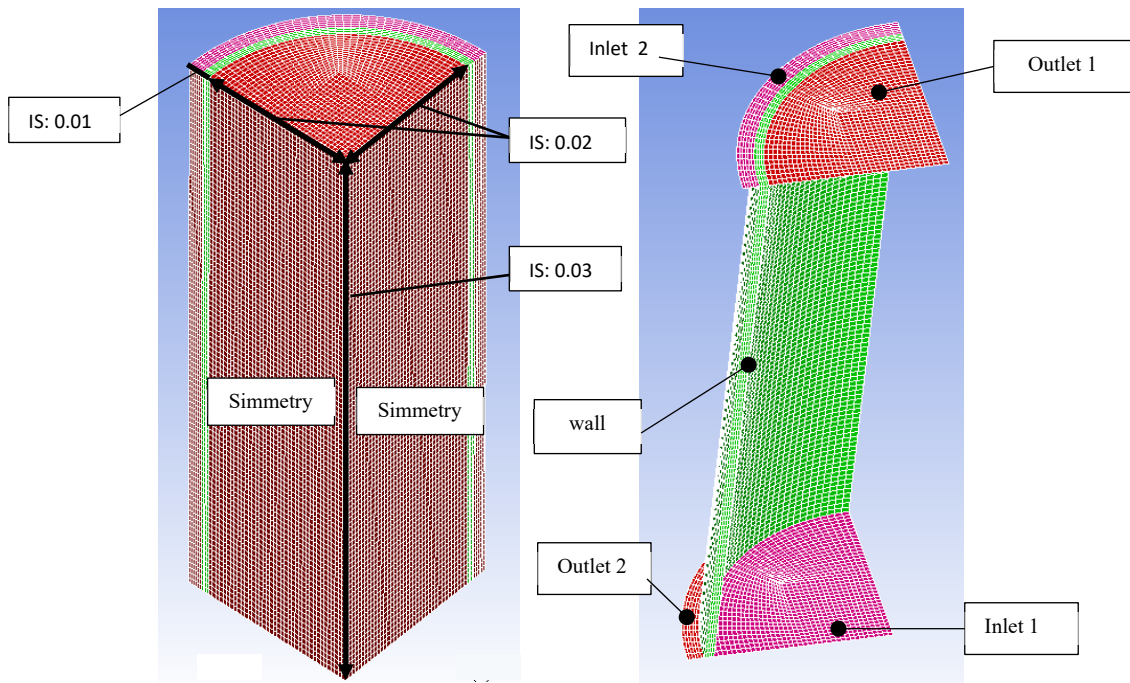 IS: 0.01
IS: 0.02
IS: 0.03
Simmetry
Simmetry
Inlet 2
Outlet 1
wall
Outlet 2
Inlet 1